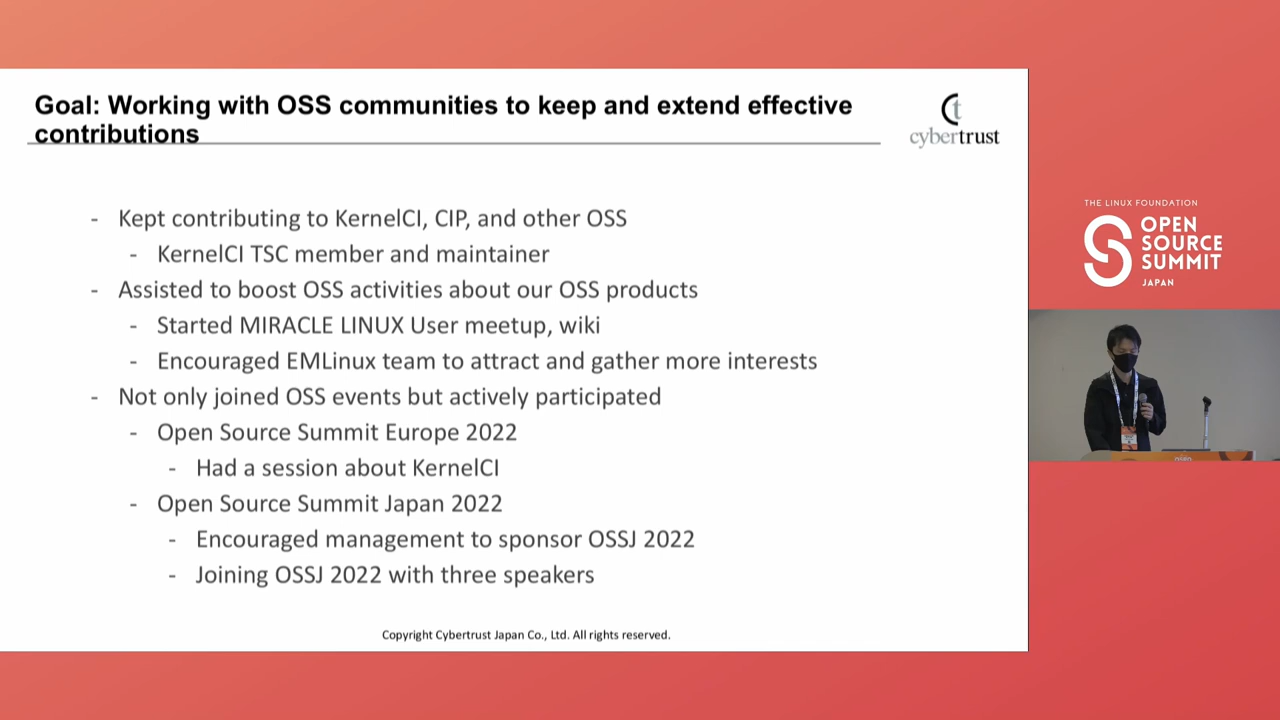 Goal: Working with OSS communities to keep and extend effective
contributions
cybertrust
- Kept contributing to KernelCI, CIP, and other OSS
- KernelCI TSC member and maintainer
- Assisted to boost OSS activities about our OSS products
- Started MIRACLE LINUX User meetup, wiki
- Encouraged EMLinux team to attract and gather more interests
- Not only joined OSS events but actively participated
- Open Source Summit Europe 2022
- Had a session about KernelCI
- Open Source Summit Japan 2022
- Encouraged management to sponsor OSSJ 2022
- Joining OSSJ 2022 with three speakers
Copyright Cybertrust Japan Co., Ltd. All rights reserved.
THE LINUX FOUNDATION
OPEN
SOURCE
SUMMIT
JAPAN